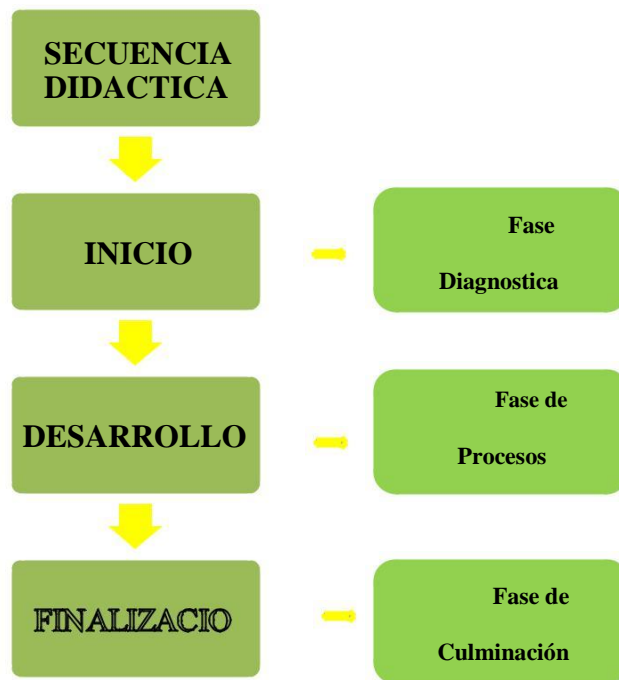 SECUENCIA
DIDACTICA
INICIO
Fase
Diagnostica
DESARROLLO
Fase de
Procesos
FINALIZACIO
Fase de
Culminación